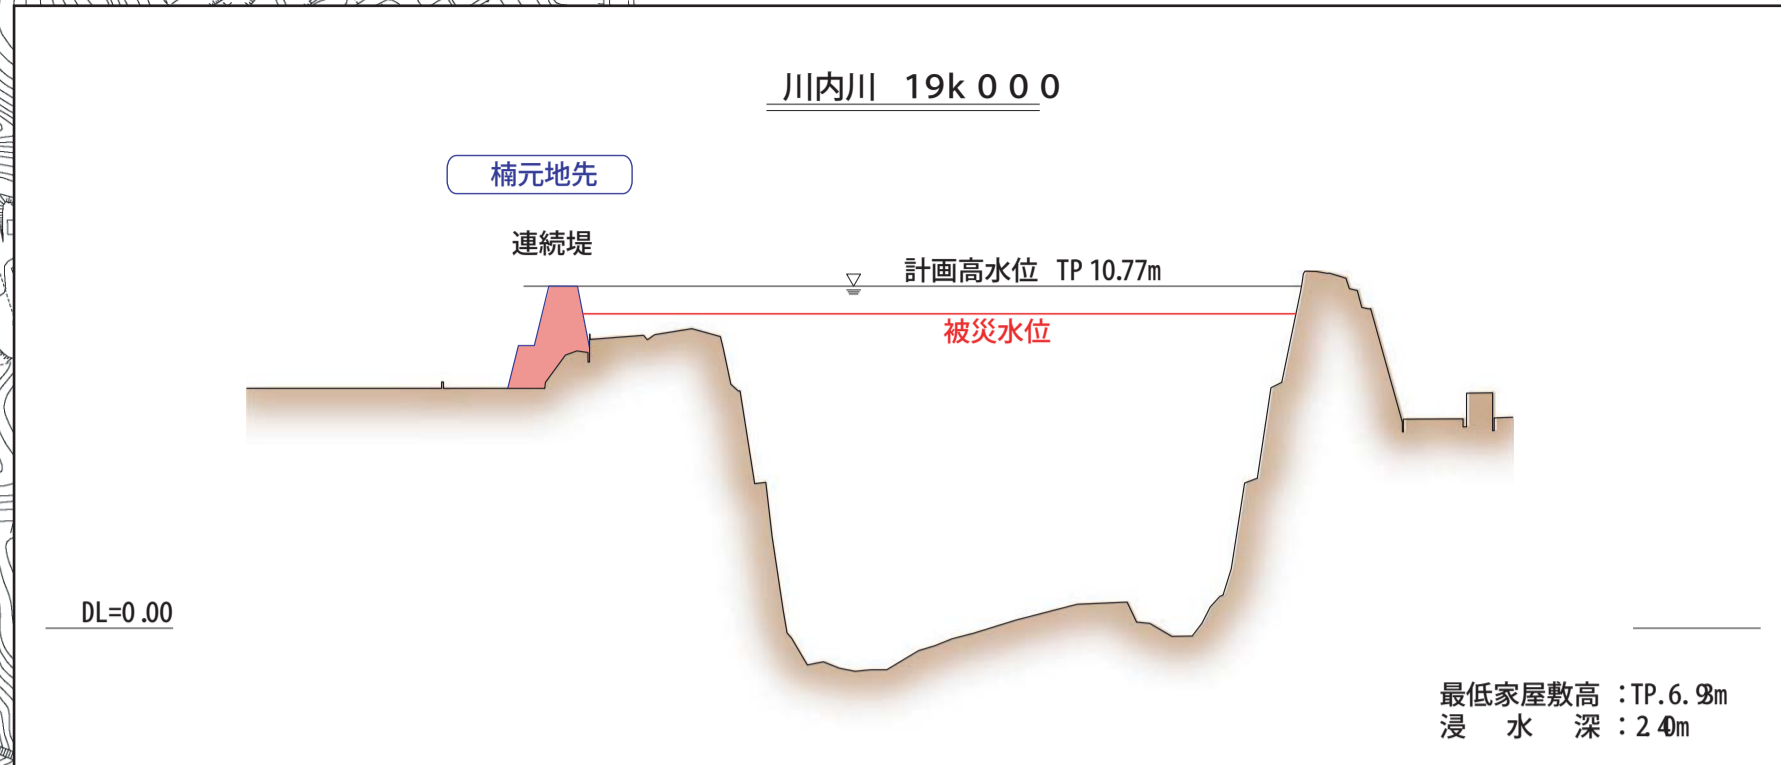 川内川 19k000
楠元地先
連続堤
計画高水位 TP 10.77m
被災水位
DL=0.00
最低家屋敷高 :TP.6.93m
浸水深:2.40m